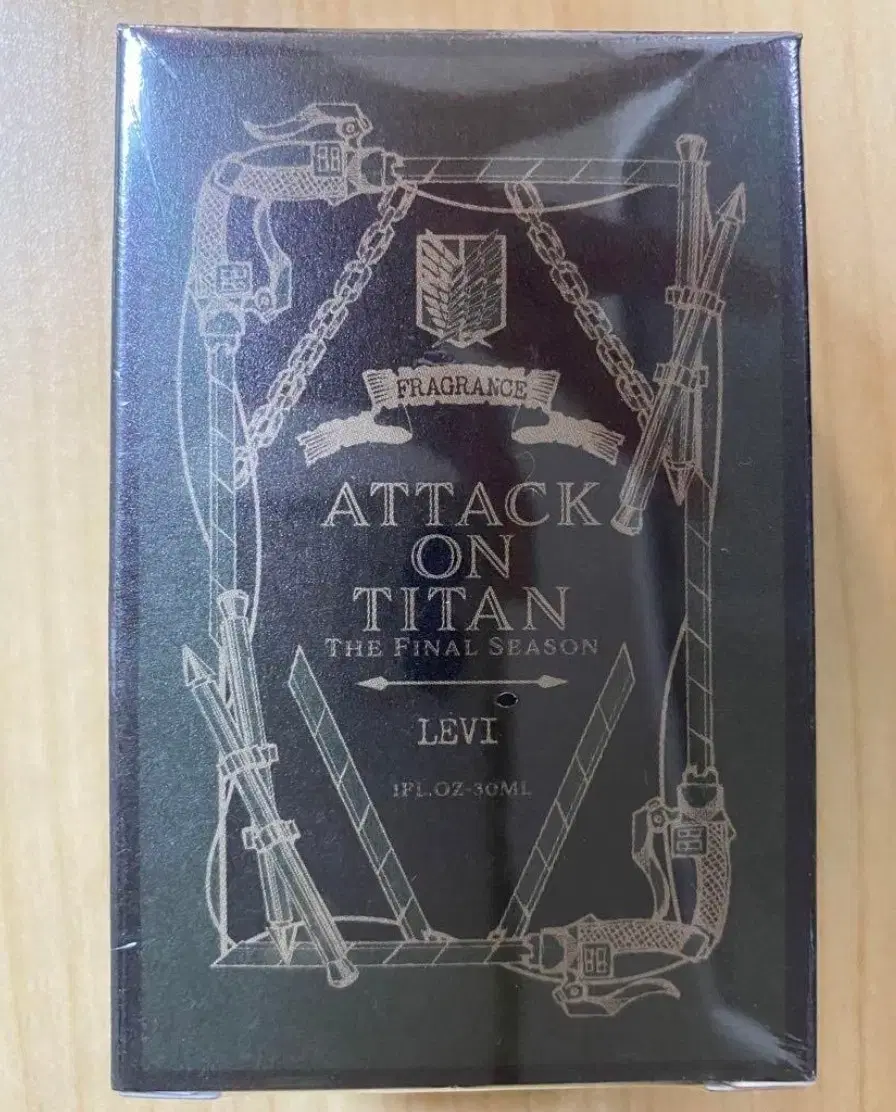 FRAGRANCE
ATTACK
ON
TITAN
THE FINAL SEASON
LEVI
1FL.OZ-30ML